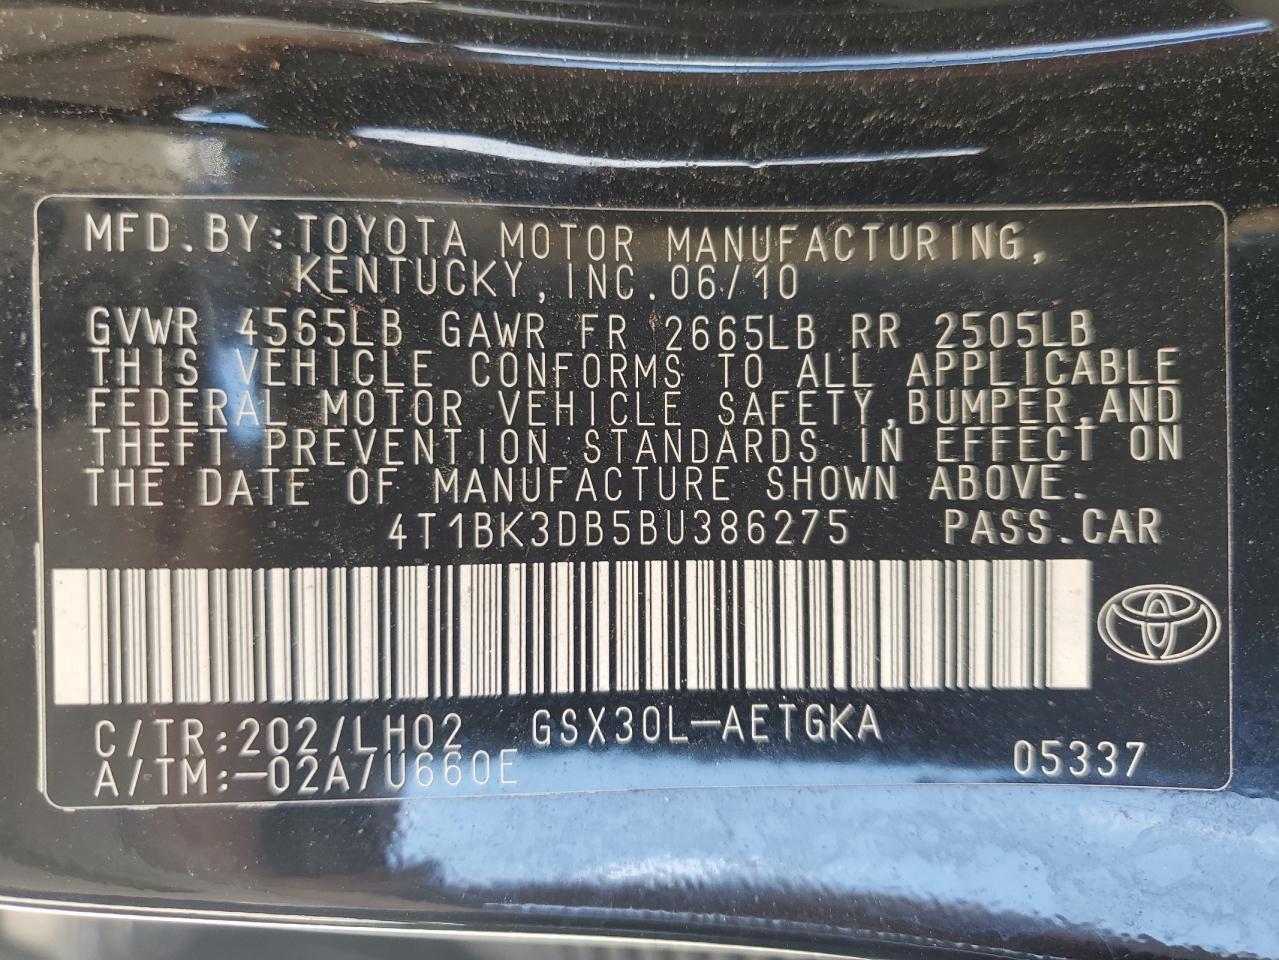 MFD.BY:TOYOTA MOTOR MANUFACTURING,
KENTUCKY,INC.06/10
GVWR 4565LB GAWR FR 2665LB RR 2505LB
THIS VEHICLE CONFORMS TO ALL APPLICABLE
FEDERAL MOTOR VEHICLE SAFETY,BUMPER,AND
THEFT PREVENTION STANDARDS IN EFFECT ON
THE DATE OF MANUFACTURE SHOWN ABOVE.
4T1BK3DB5BU386275 PASS.CAR
C/TR:202/LH02 GSX30L-AETGKA
A/TM:-02A/U660E 05337